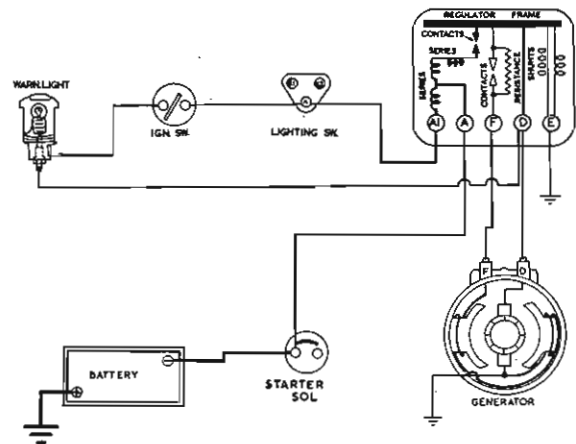 REGULATOR FRAME
CONTACTS
SERIES
SERIES
CONTACTS
RESISTANCE
SHUNTS
A1 A F D E
WARN.LIGHT
IGN. SW.
LIGHTING SW.
F D
GENERATOR
BATTERY
STARTER
SOL